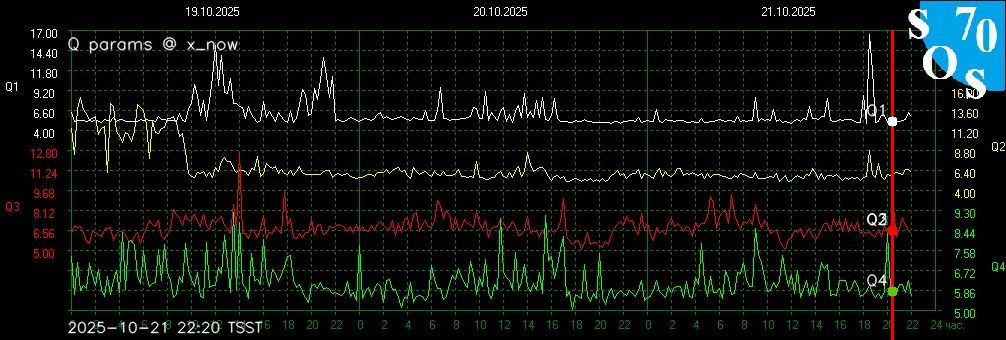 19.10.2025 20.10.2025 21.10.2025
Q params @ x_now
Q1
17.00
14.40
11.80
9.20
6.60
4.00
Q3
12.80
11.24
9.68
8.12
6.56
5.00
Q1
Q3
Q4
S 70
O S
13.60
11.20
Q2
8.80
6.40
4.00
9.30
8.44
7.58
Q4
6.72
5.86
5.00
2025-10-21 22:20 TSST
16 18 20 22 0 2 4 6 8 10 12 14 16 18 20 22 0 2 4 6 8 10 12 14 16 18 20 22 24 час.